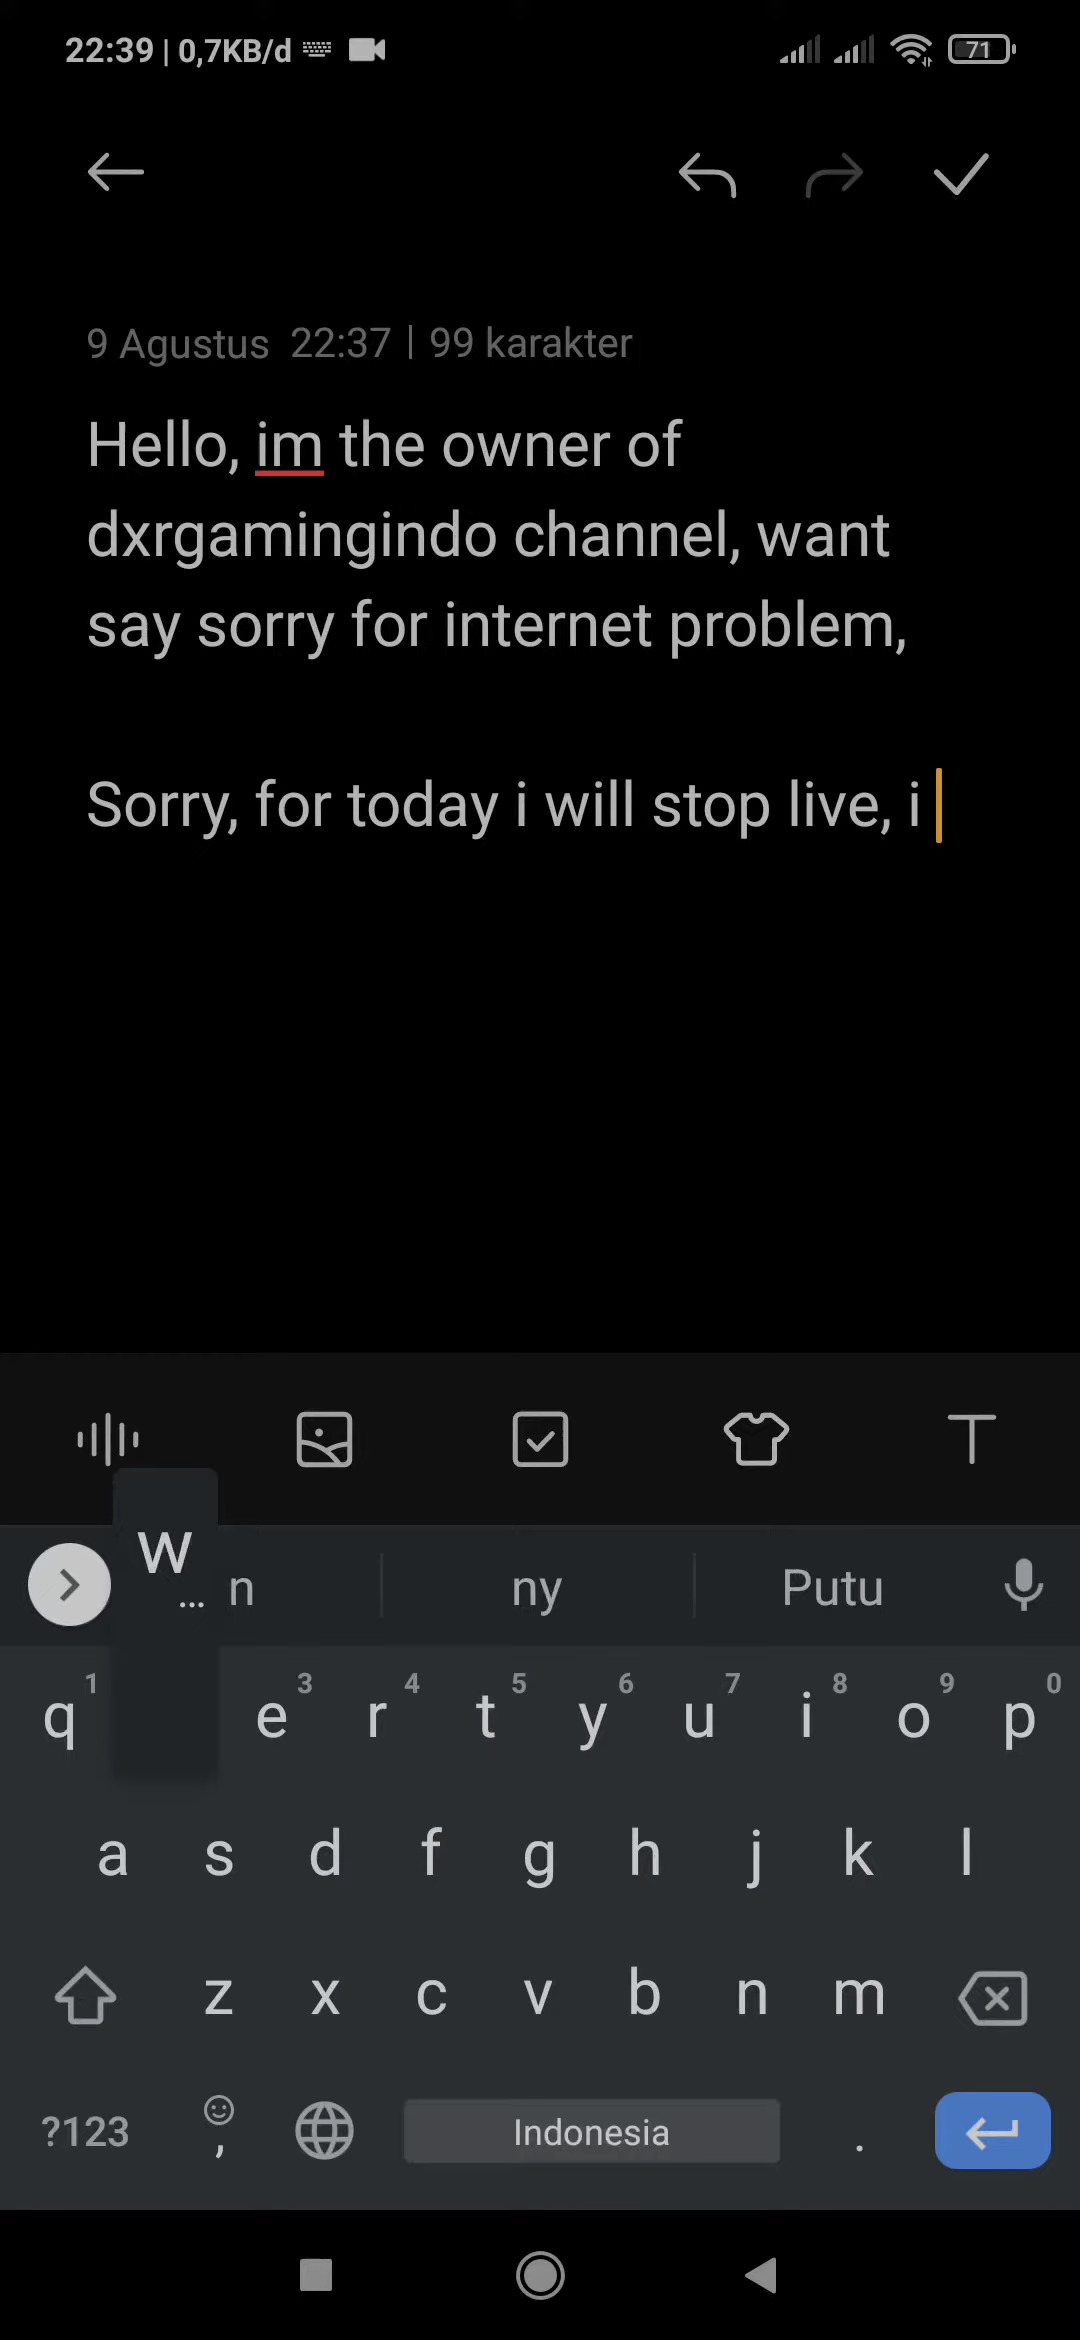 22:39 | 0,7KB/d
71
9 Agustus 22:37 | 99 karakter
Hello, im the owner of
dxrgamingindo channel, want
say sorry for internet problem,
Sorry, for today i will stop live, i
w
...
n ny Putu
q 1 e 3 r 4 t 5 y 6 u 7 i 8 o 9 p 0
a s d f g h j k l
z x c v b n m
?123 , Indonesia .